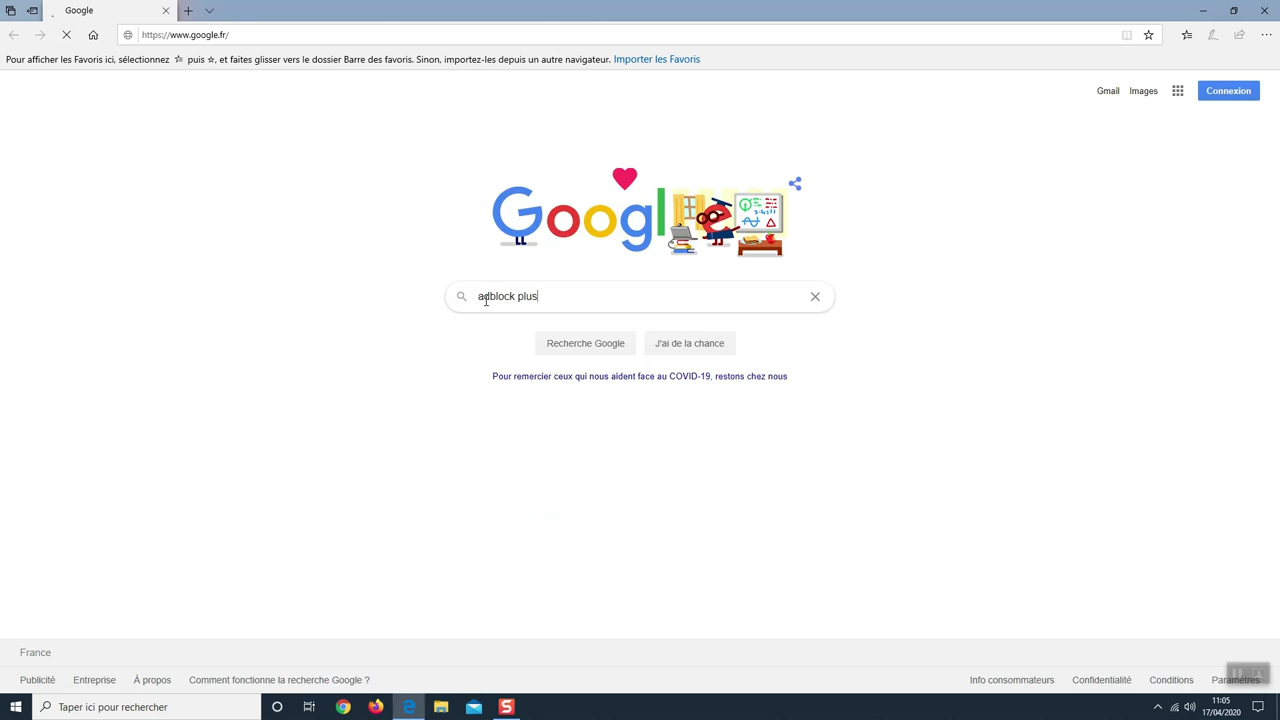 Google
https://www.google.fr/
Pour afficher les Favoris ici, sélectionnez ☆ puis ☆, et faites glisser vers le dossier Barre des favoris. Sinon, importez-les depuis un autre navigateur. Importer les Favoris
Gmail Images Connexion
Google
adblock plus
Recherche Google J'ai de la chance
Pour remercier ceux qui nous aident face au COVID-19, restons chez nous
France
Publicité Entreprise À propos Comment fonctionne la recherche Google ? Info consommateurs Confidentialité Conditions Paramètres
Taper ici pour rechercher
11:05
17/04/2020